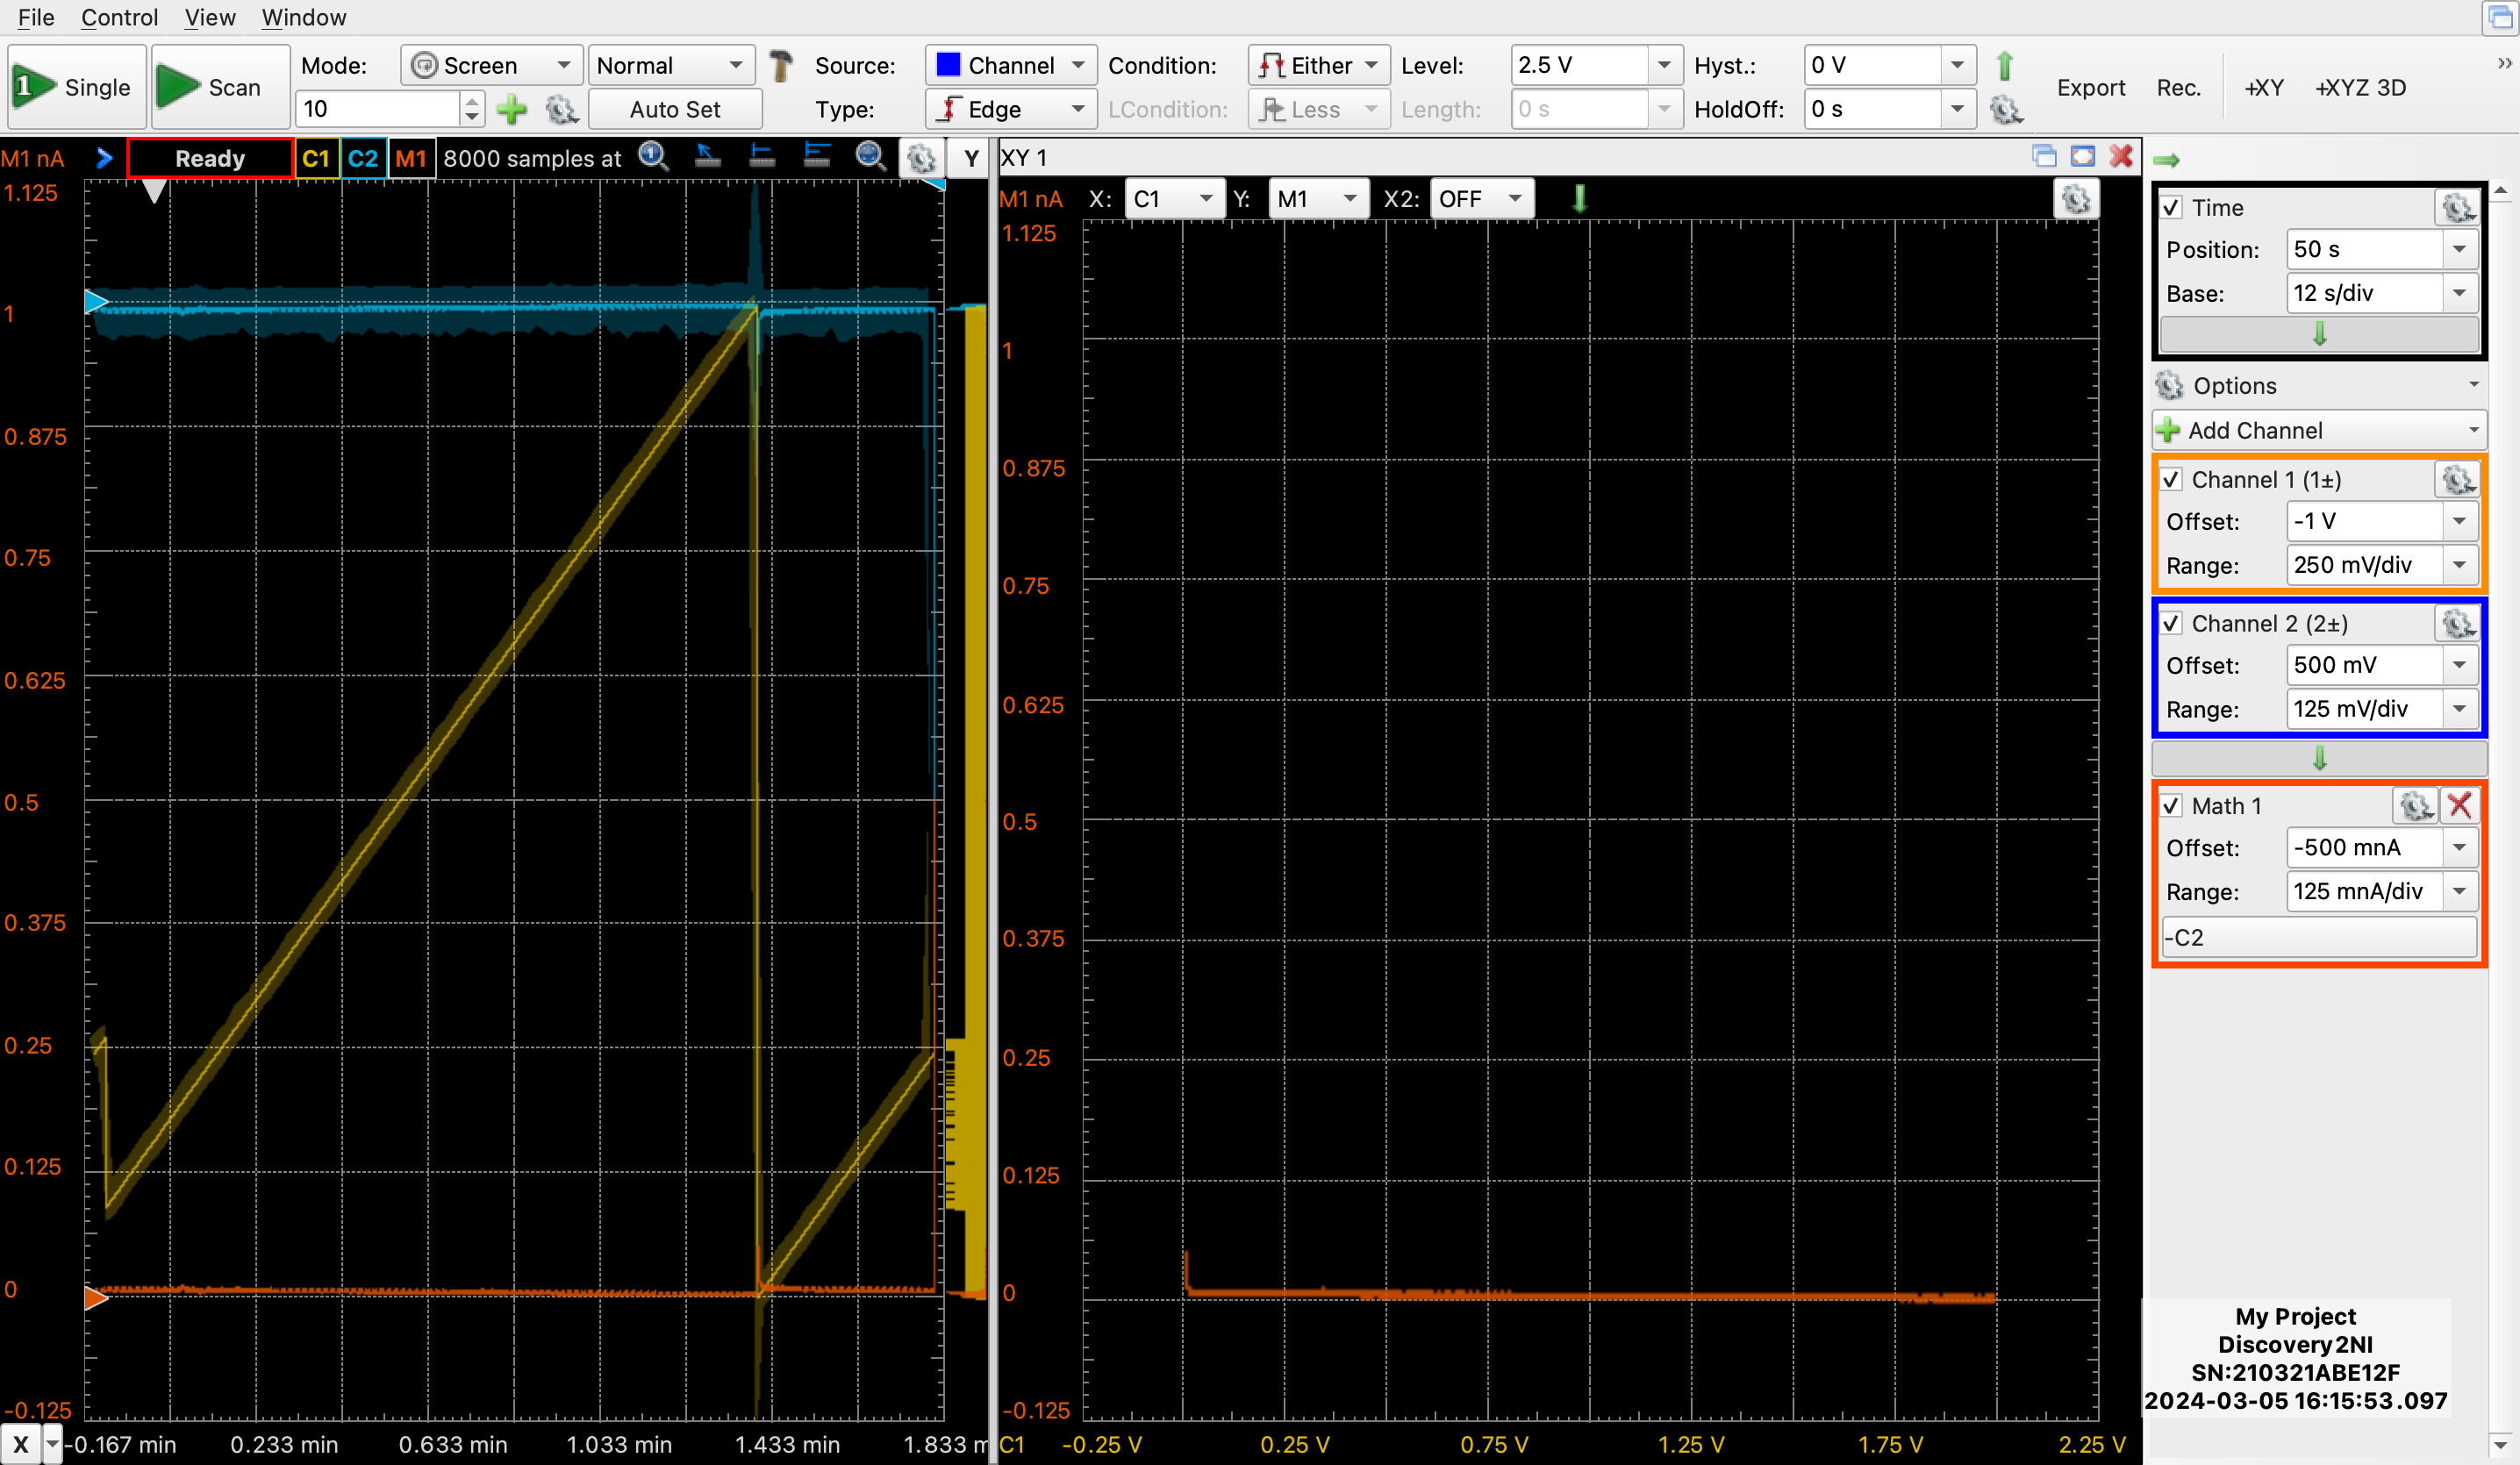 File Control View Window
1 Single Scan Mode: Screen Normal Source: Channel Condition: Either Level: 2.5 V Hyst.: 0 V Export Rec. +XY +XYZ 3D »
10 Auto Set Type: Edge LCondition: Less Length: 0 s HoldOff: 0 s
M1 nA Ready C1 C2 M1 8000 samples at Y
1.125
1
0.875
0.75
0.625
0.5
0.375
0.25
0.125
0
-0.125
X -0.167 min 0.233 min 0.633 min 1.033 min 1.433 min 1.833 m
XY 1
M1 nA X: C1 Y: M1 X2: OFF
1.125
1
0.875
0.75
0.625
0.5
0.375
0.25
0.125
0
-0.125
C1 -0.25 V 0.25 V 0.75 V 1.25 V 1.75 V 2.25 V
Time
Position: 50 s
Base: 12 s/div
Options
Add Channel
Channel 1 (1±)
Offset: -1 V
Range: 250 mV/div
Channel 2 (2±)
Offset: 500 mV
Range: 125 mV/div
Math 1
Offset: -500 mnA
Range: 125 mnA/div
-C2
My Project
Discovery2NI
SN:210321ABE12F
2024-03-05 16:15:53.097